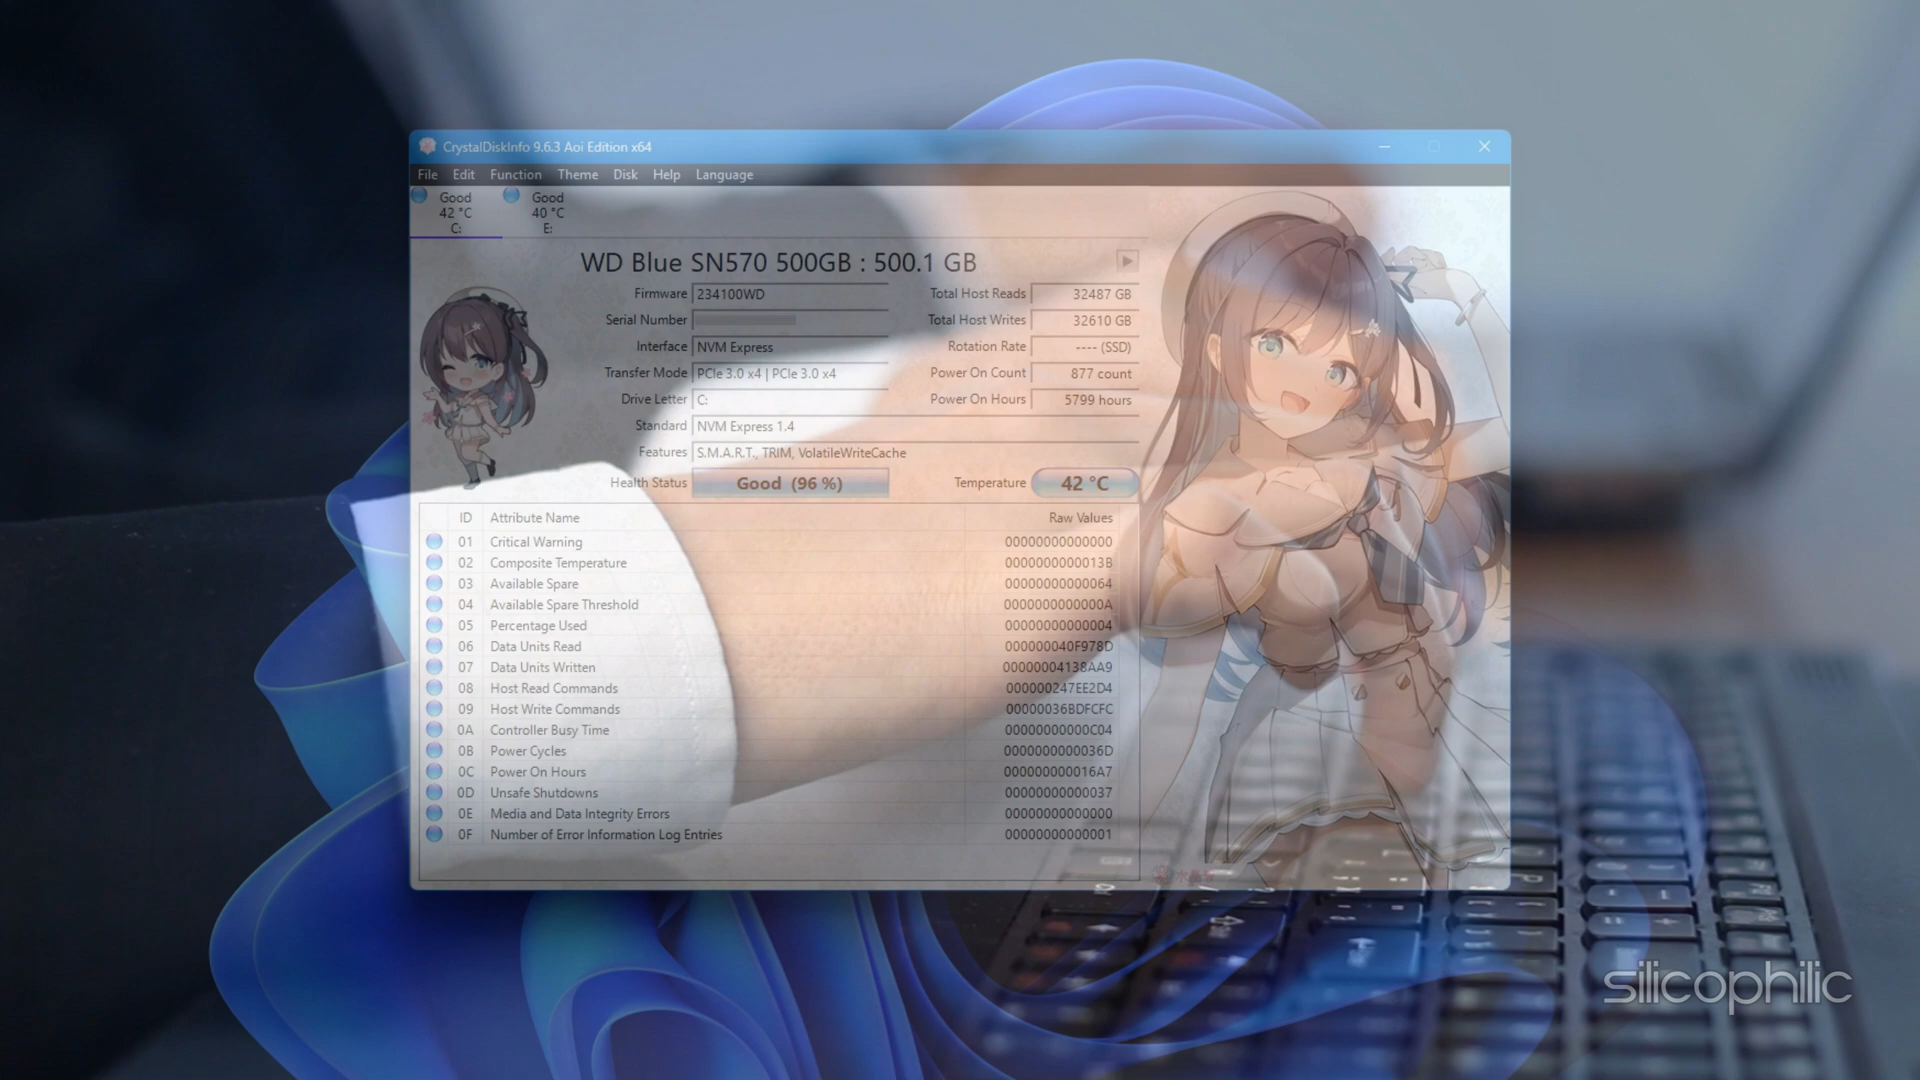 CrystalDiskInfo 9.6.3 Aoi Edition x64
File Edit Function Theme Disk Help Language
Good Good
42 °C 40 °C
C: E:
WD Blue SN570 500GB : 500.1 GB
Firmware 234100WD Total Host Reads 32487 GB
Serial Number Total Host Writes 32610 GB
Interface NVM Express Rotation Rate ---- (SSD)
Transfer Mode PCIe 3.0 x4 | PCIe 3.0 x4 Power On Count 877 count
Drive Letter C: Power On Hours 5799 hours
Standard NVM Express 1.4
Features S.M.A.R.T., TRIM, VolatileWriteCache
Health Status Good (96 %) Temperature 42 °C
ID Attribute Name Raw Values
01 Critical Warning 00000000000000
02 Composite Temperature 0000000000013B
03 Available Spare 00000000000064
04 Available Spare Threshold 0000000000000A
05 Percentage Used 00000000000004
06 Data Units Read 000000040F978D
07 Data Units Written 00000004138AA9
08 Host Read Commands 000000247EE2D4
09 Host Write Commands 00000036BDFCFC
0A Controller Busy Time 00000000000C04
0B Power Cycles 0000000000036D
0C Power On Hours 000000000016A7
0D Unsafe Shutdowns 00000000000037
0E Media and Data Integrity Errors 00000000000000
0F Number of Error Information Log Entries 00000000000001
silicophilic